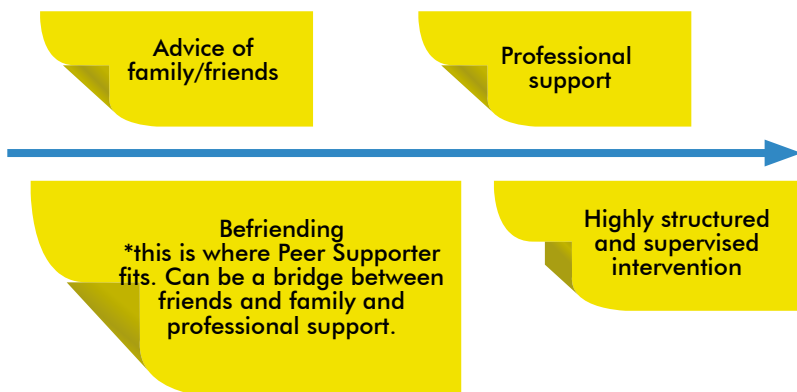 Advice of
family/friends
Professional
support
Befriending
*this is where Peer Supporter
fits. Can be a bridge between
friends and family and
professional support.
Highly structured
and supervised
intervention